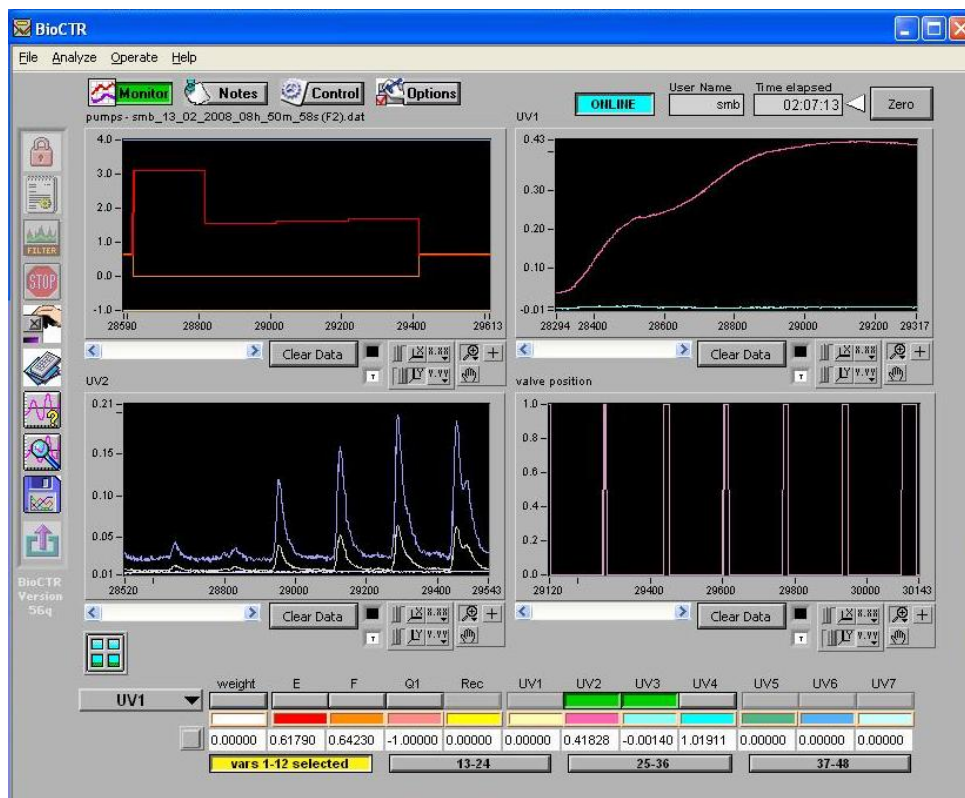 BioCTR
File Analyze Operate Help
Monitor Notes Control Options
ONLINE
User Name
smb
Time elapsed
02:07:13
Zero
pumps - smb_13_02_2008_08h_50m_58s (F2).dat
4.0
3.0
2.0
1.0
0.0
-1.0
28590 28800 29000 29200 29400 29613
Clear Data
UV1
0.43
0.30
0.20
0.10
-0.01
28294 28400 28600 28800 29000 29200 29317
Clear Data
FILTER
STOP
UV2
0.21
0.15
0.10
0.05
0.01
28520 28800 29000 29200 29400 29543
Clear Data
valve position
1.0
0.8
0.6
0.4
0.2
0.0
29120 29400 29600 29800 30000 30143
Clear Data
BioCTR
Version
56q
UV1
weight E F Q1 Rec UV1 UV2 UV3 UV4 UV5 UV6 UV7
0.00000 0.61790 0.64230 -1.00000 0.00000 0.00000 0.41828 -0.00140 1.01911 0.00000 0.00000 0.00000
vars 1-12 selected 13-24 25-36 37-48